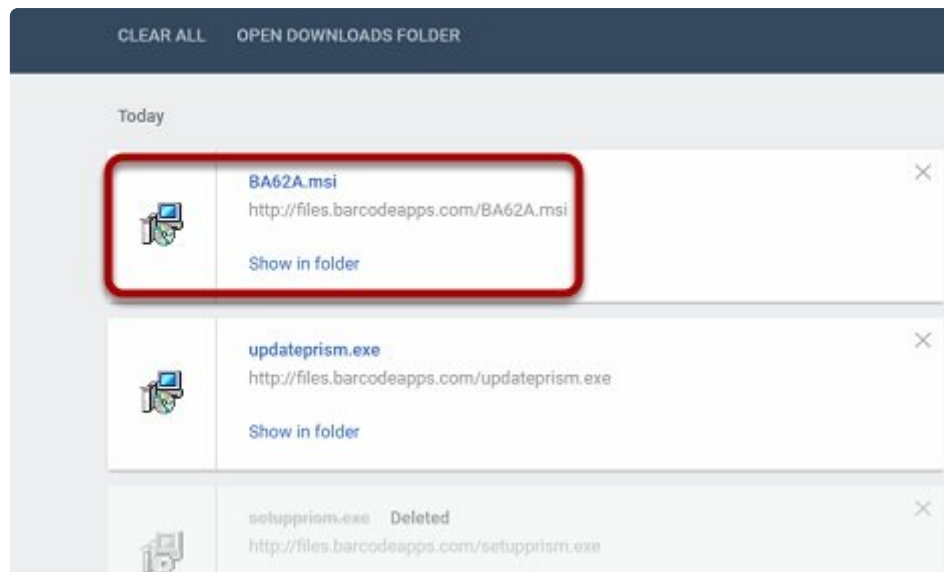 CLEAR ALL OPEN DOWNLOADS FOLDER
Today
BA62A.msi
http://files.barcodeapps.com/BA62A.msi
Show in folder
updateprism.exe
http://files.barcodeapps.com/updateprism.exe
Show in folder
setupprism.exe Deleted
http://files.barcodeapps.com/setupprism.exe